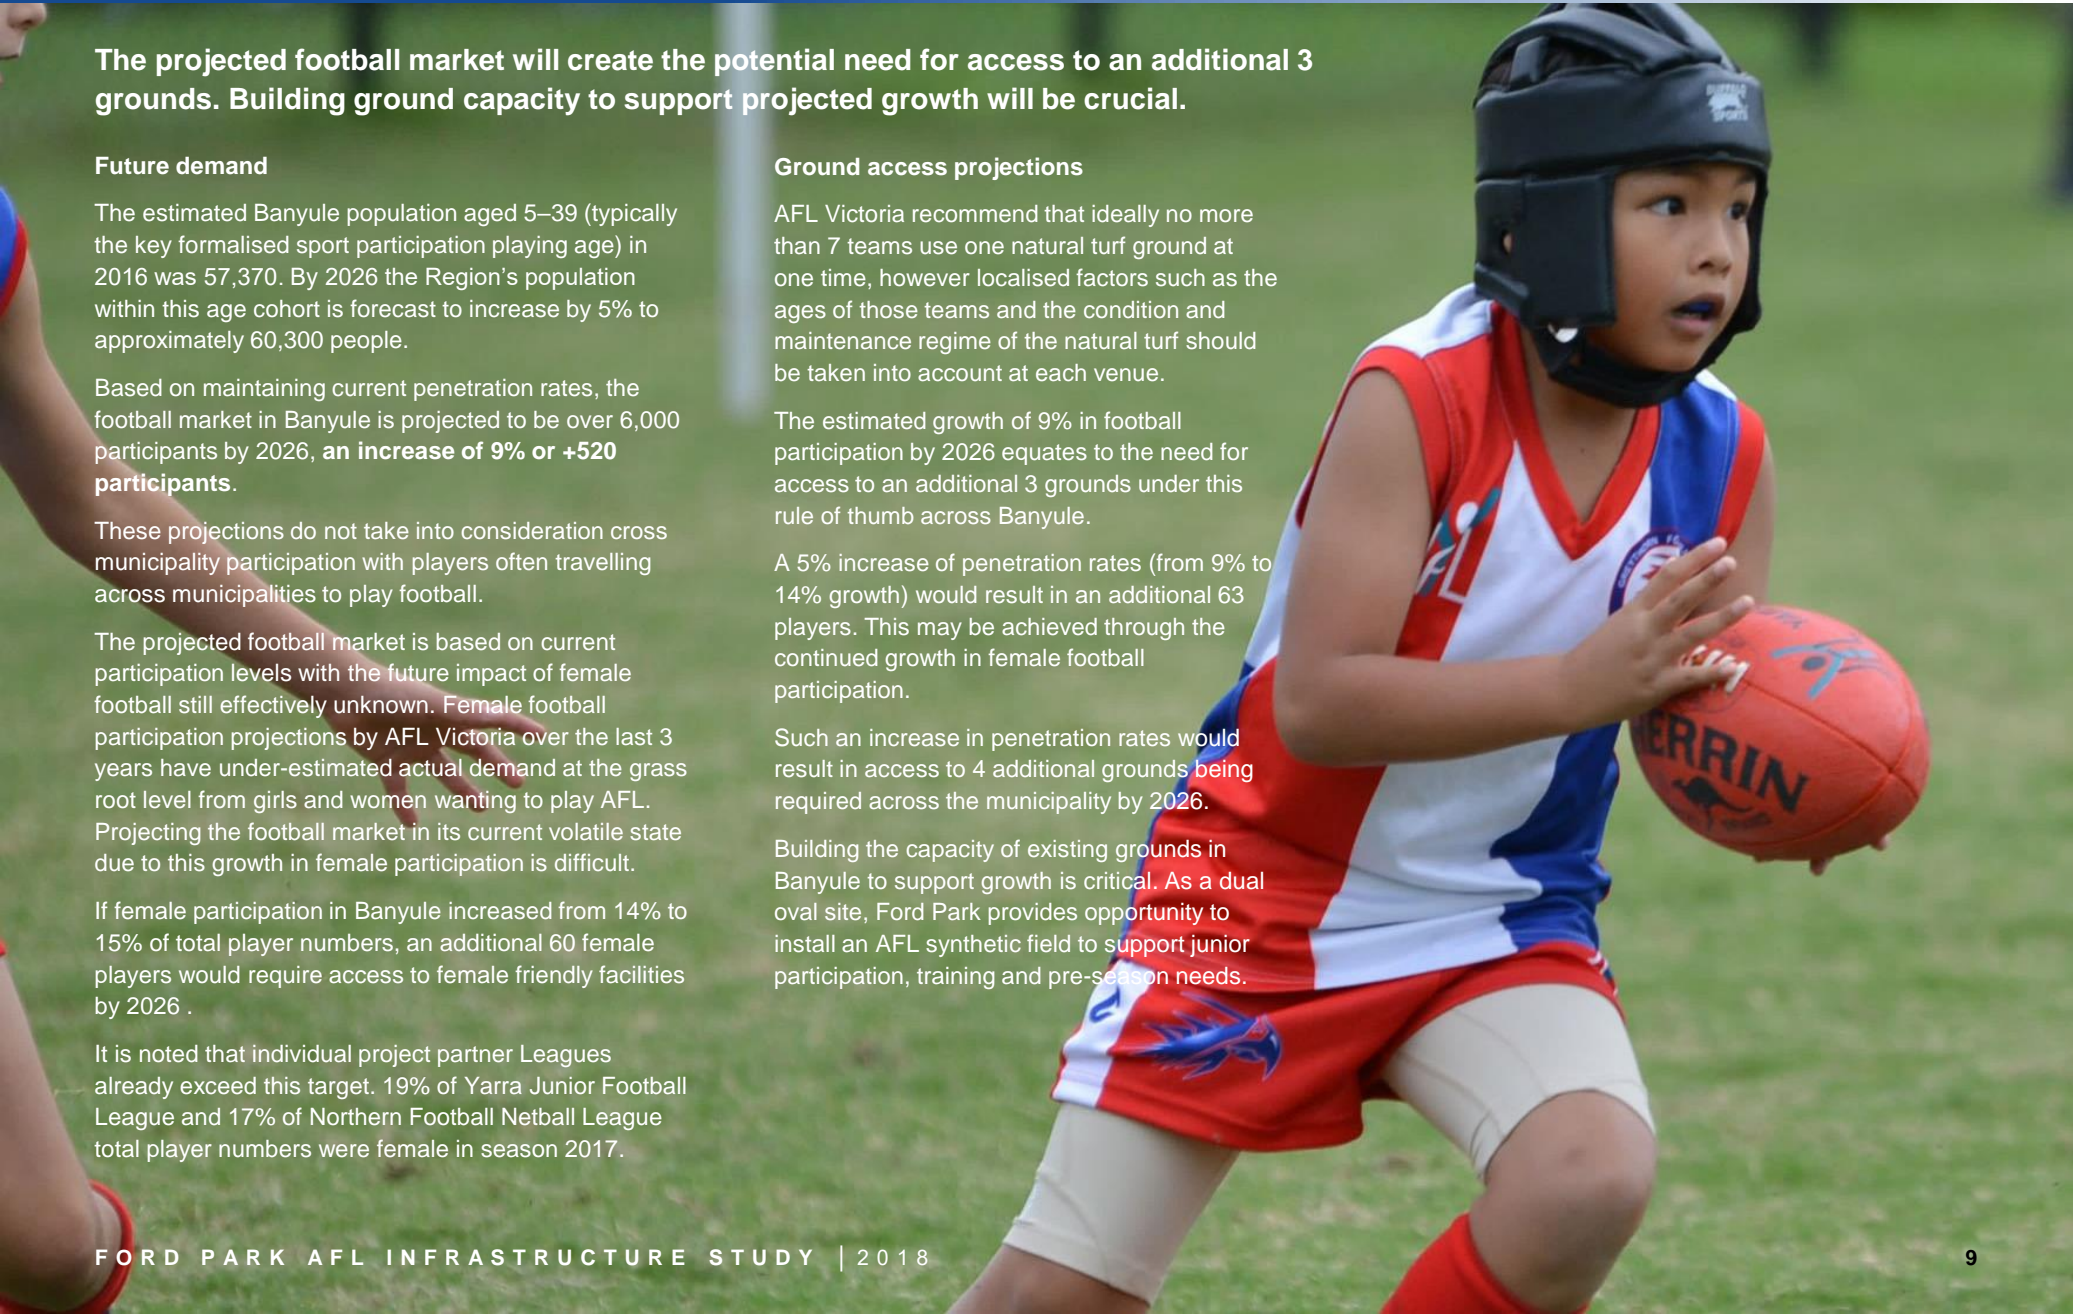 The projected football market will create the potential need for access to an additional 3
grounds. Building ground capacity to support projected growth will be crucial.
Future demand
The estimated Banyule population aged 5–39 (typically
the key formalised sport participation playing age) in
2016 was 57,370. By 2026 the Region's population
within this age cohort is forecast to increase by 5% to
approximately 60,300 people.
Based on maintaining current penetration rates, the
football market in Banyule is projected to be over 6,000
participants by 2026, an increase of 9% or +520
participants.
These projections do not take into consideration cross
municipality participation with players often travelling
across municipalities to play football.
The projected football market is based on current
participation levels with the future impact of female
football still effectively unknown. Female football
participation projections by AFL Victoria over the last 3
years have under-estimated actual demand at the grass
root level from girls and women wanting to play AFL.
Projecting the football market in its current volatile state
due to this growth in female participation is difficult.
If female participation in Banyule increased from 14% to
15% of total player numbers, an additional 60 female
players would require access to female friendly facilities
by 2026 .
It is noted that individual project partner Leagues
already exceed this target. 19% of Yarra Junior Football
League and 17% of Northern Football Netball League
total player numbers were female in season 2017.
Ground access projections
AFL Victoria recommend that ideally no more
than 7 teams use one natural turf ground at
one time, however localised factors such as the
ages of those teams and the condition and
maintenance regime of the natural turf should
be taken into account at each venue.
The estimated growth of 9% in football
participation by 2026 equates to the need for
access to an additional 3 grounds under this
rule of thumb across Banyule.
A 5% increase of penetration rates (from 9% to
14% growth) would result in an additional 63
players. This may be achieved through the
continued growth in female football
participation.
Such an increase in penetration rates would
result in access to 4 additional grounds being
required across the municipality by 2026.
Building the capacity of existing grounds in
Banyule to support growth is critical. As a dual
oval site, Ford Park provides opportunity to
install an AFL synthetic field to support junior
participation, training and pre-season needs.
BUFFALO
SPORTS
HERRIN
FORD PARK AFL INFRASTRUCTURE STUDY |2018
9